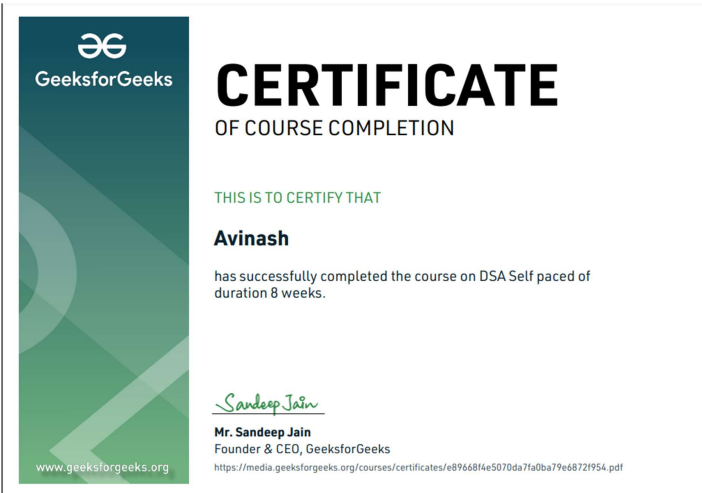 GeeksforGeeks
CERTIFICATE
OF COURSE COMPLETION
THIS IS TO CERTIFY THAT
Avinash
has successfully completed the course on DSA Self paced of
duration 8 weeks.
Sandeep Jain
Mr. Sandeep Jain
Founder & CEO, GeeksforGeeks
https://media.geeksforgeeks.org/courses/certificates/e89668f4e5070da7fa0ba79e6872f954.pdf
www.geeksforgeeks.org